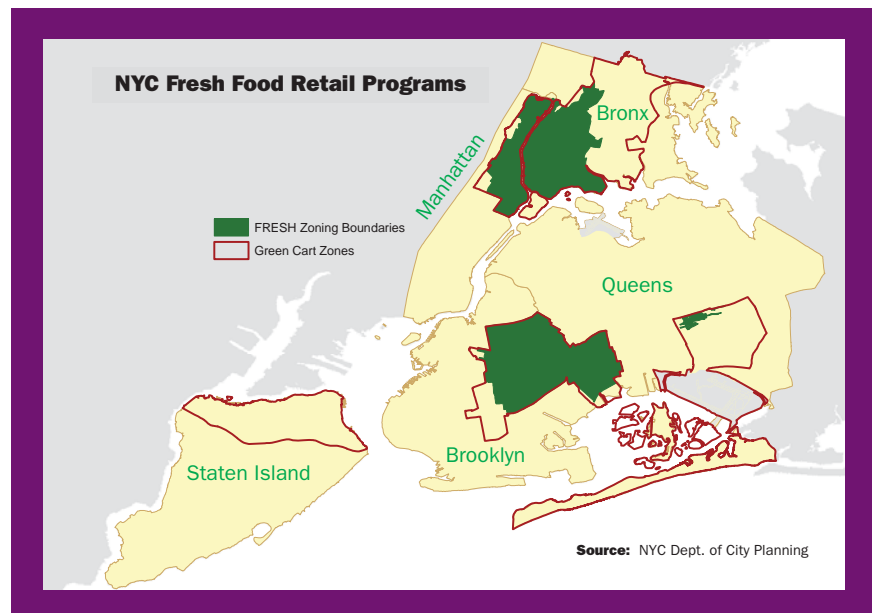 NYC Fresh Food Retail Programs
Bronx
Manhattan
FRESH Zoning Boundaries
Green Cart Zones
Queens
Brooklyn
Staten Island
Source: NYC Dept. of City Planning